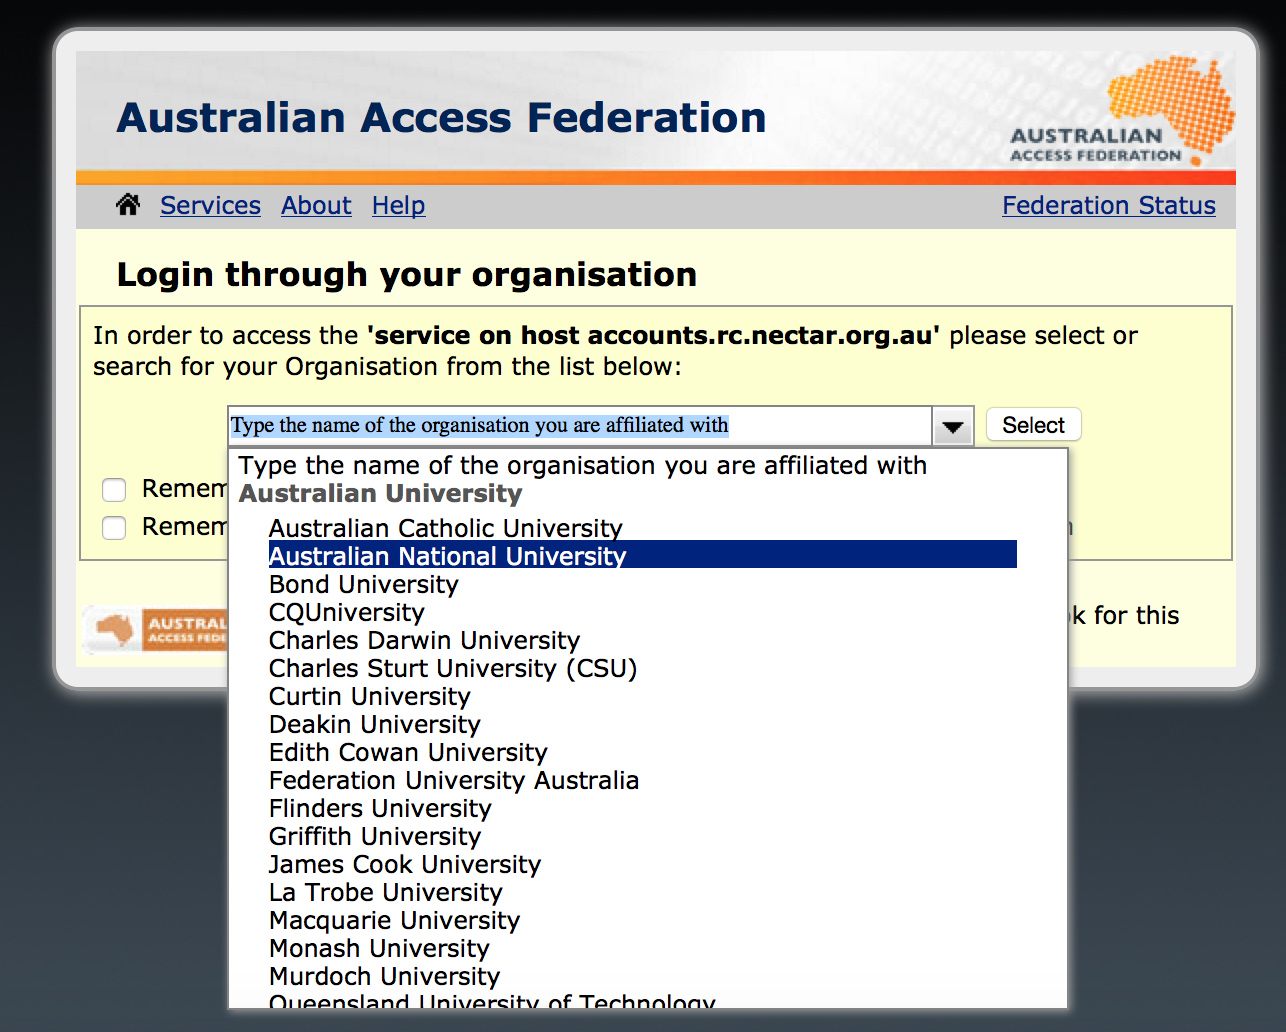 Australian Access Federation
AUSTRALIAN
ACCESS FEDERATION
Services About Help Federation Status
Login through your organisation
In order to access the 'service on host accounts.rc.nectar.org.au' please select or
search for your Organisation from the list below:
Type the name of the organisation you are affiliated with
Select
Type the name of the organisation you are affiliated with
Australian University
Australian Catholic University
Australian National University
Bond University
CQUniversity
Charles Darwin University
Charles Sturt University (CSU)
Curtin University
Deakin University
Edith Cowan University
Federation University Australia
Flinders University
Griffith University
James Cook University
La Trobe University
Macquarie University
Monash University
Murdoch University
Queensland University of Technology
Remem
Remem
AUSTRAL
ACCESS FEDE
k for this